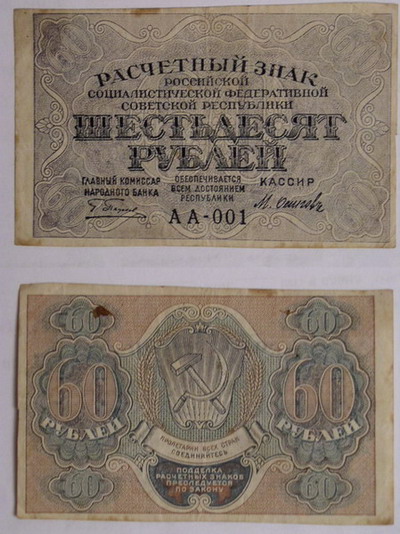 60 60
РАСЧЕТНЫЙ ЗНАК
РОССИЙСКОЙ
СОЦИАЛИСТИЧЕСКОЙ ФЕДЕРАТИВНОЙ
СОВЕТСКОЙ РЕСПУБЛИКИ
ШЕСТЬДЕСЯТ
РУБЛЕЙ
ГЛАВНЫЙ КОМИССАР
НАРОДНОГО БАНКА
ОБЕСПЕЧИВАЕТСЯ
ВСЕМ ДОСТОЯНИЕМ
РЕСПУБЛИКИ
КАССИР
АА-001
60 60
60 60
РУБЛЕЙ РУБЛЕЙ
ПРОЛЕТАРИИ ВСЕХ СТРАН
СОЕДИНЯЙТЕСЬ
ПОДДЕЛКА
РАСЧЕТНЫХ ЗНАКОВ
ПРЕСЛЕДУЕТСЯ
ПО ЗАКОНУ
60 60